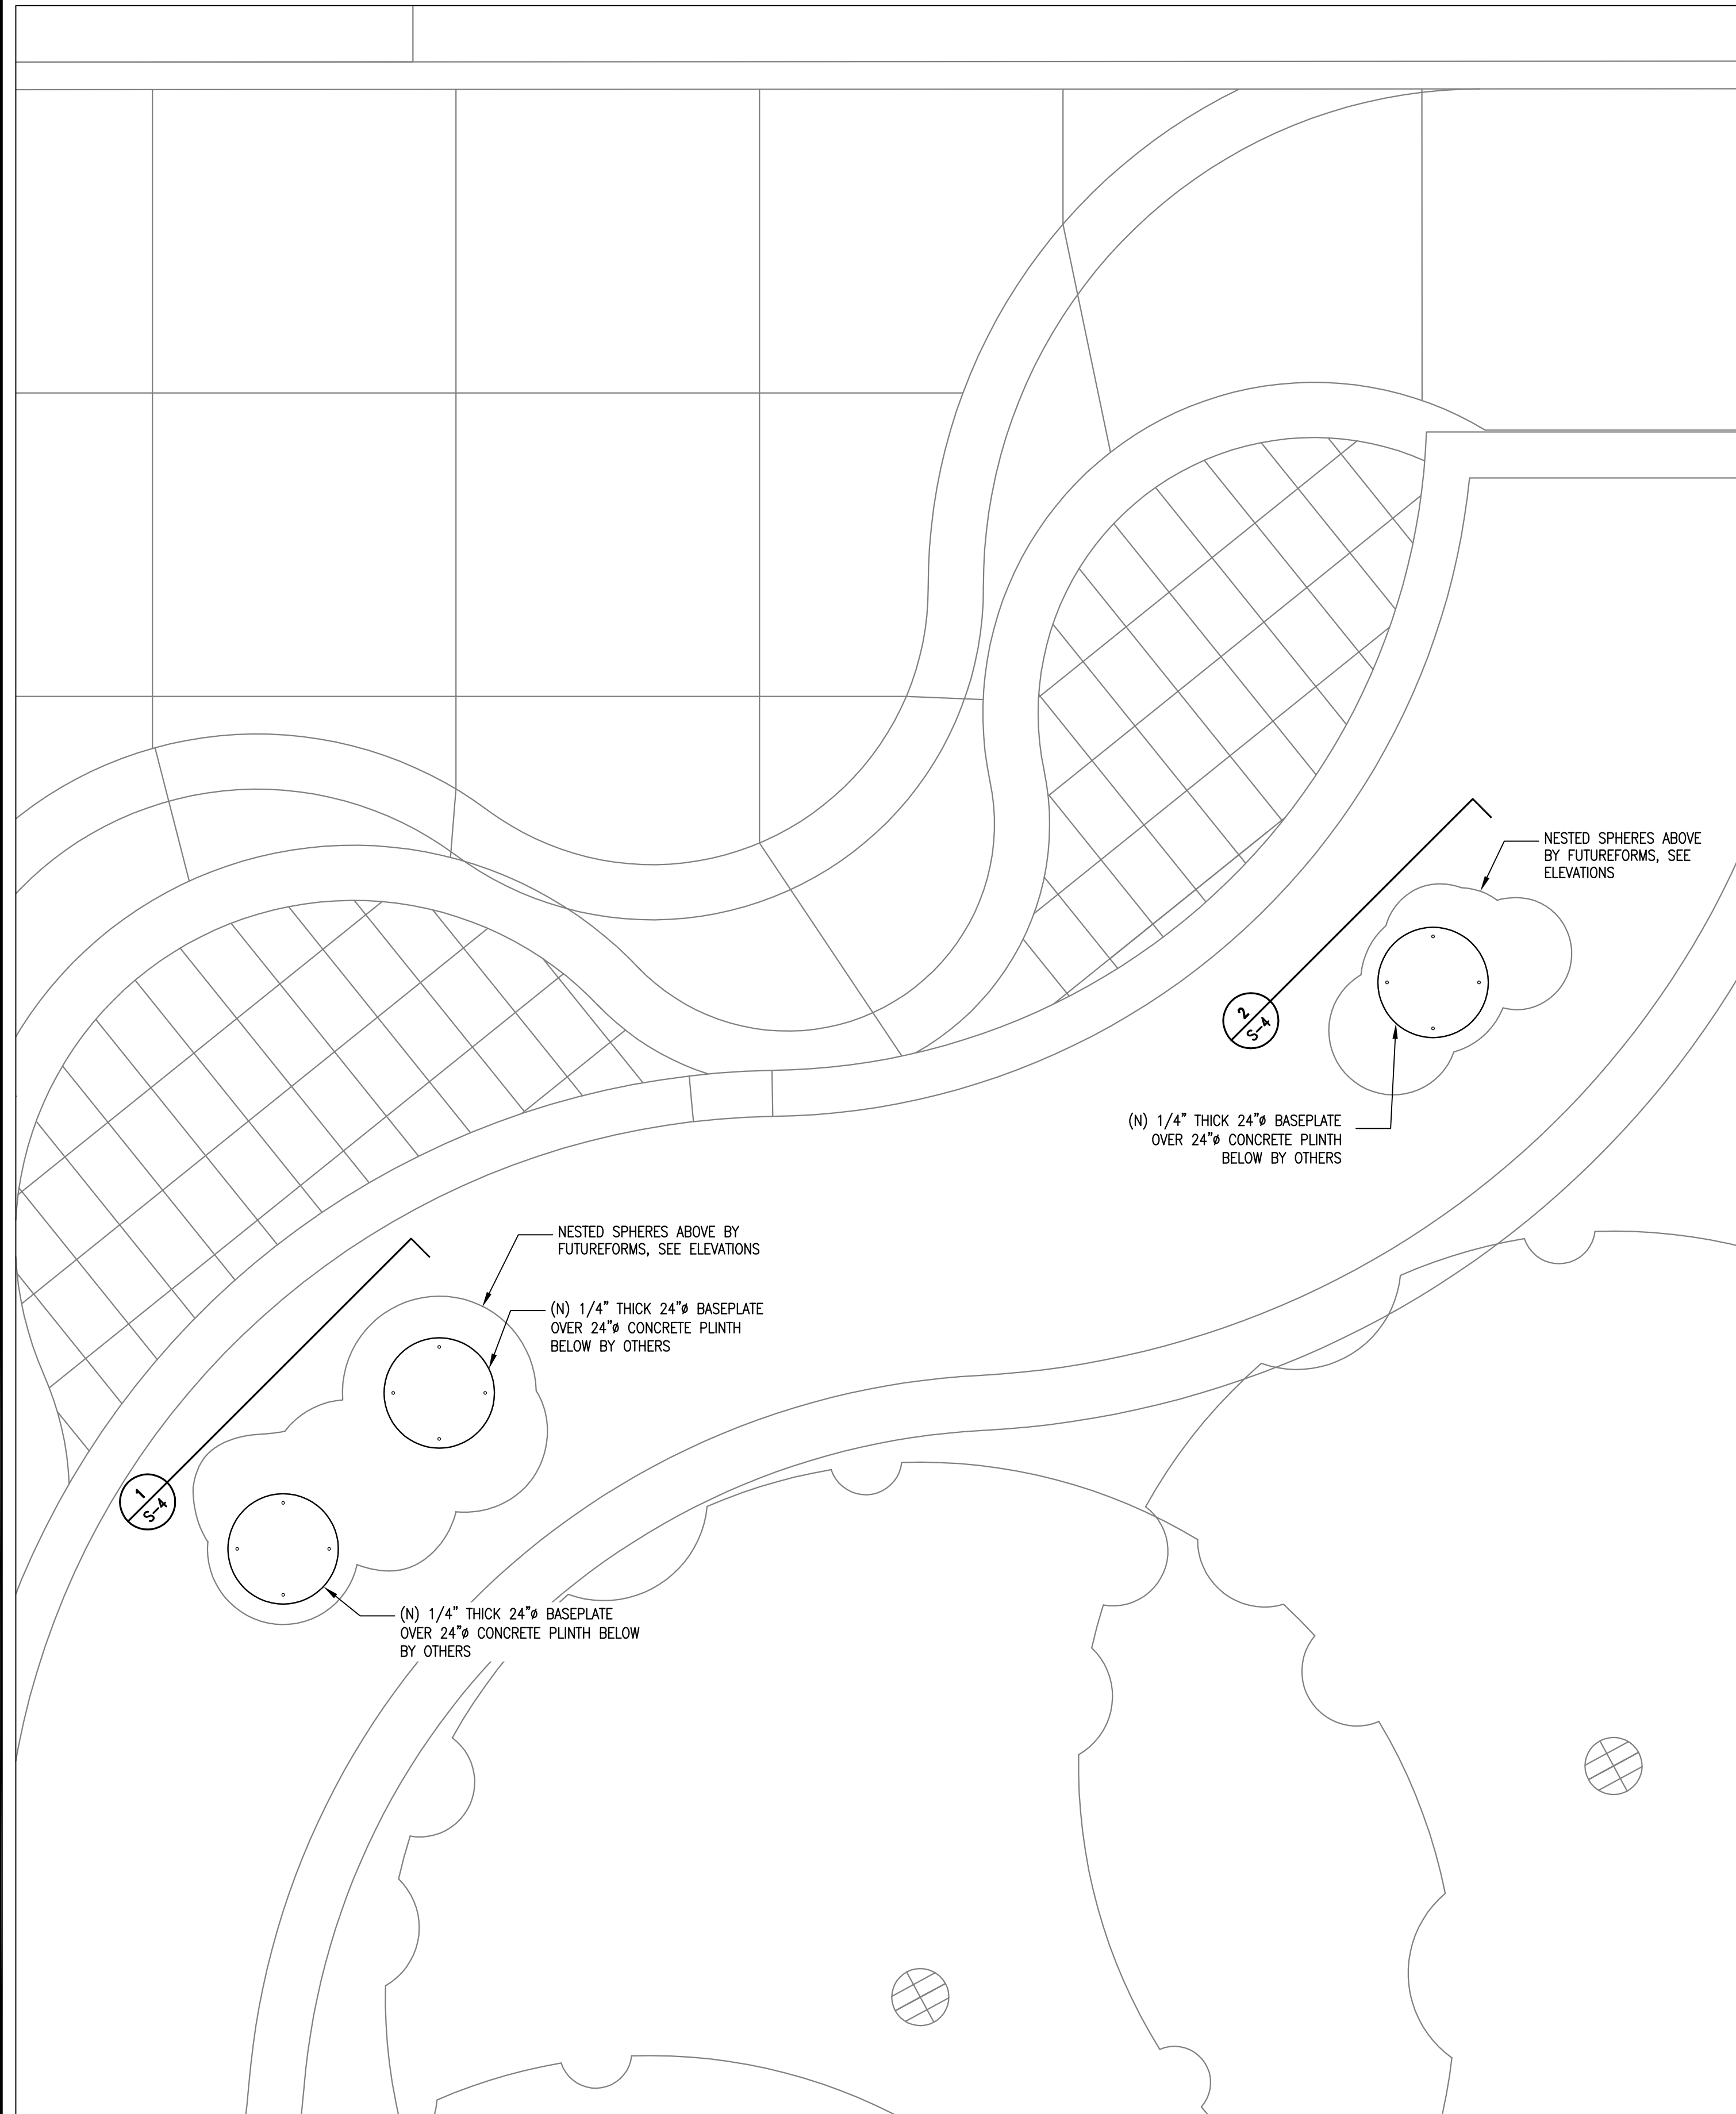 NESTED SPHERES ABOVE
BY FUTUREFORMS, SEE
ELEVATIONS
2
S-4
(N) 1/4" THICK 24"ø BASEPLATE
OVER 24"ø CONCRETE PLINTH
BELOW BY OTHERS
NESTED SPHERES ABOVE BY
FUTUREFORMS, SEE ELEVATIONS
(N) 1/4" THICK 24"ø BASEPLATE
OVER 24"ø CONCRETE PLINTH
BELOW BY OTHERS
1
S-4
(N) 1/4" THICK 24"ø BASEPLATE
OVER 24"ø CONCRETE PLINTH BELOW
BY OTHERS